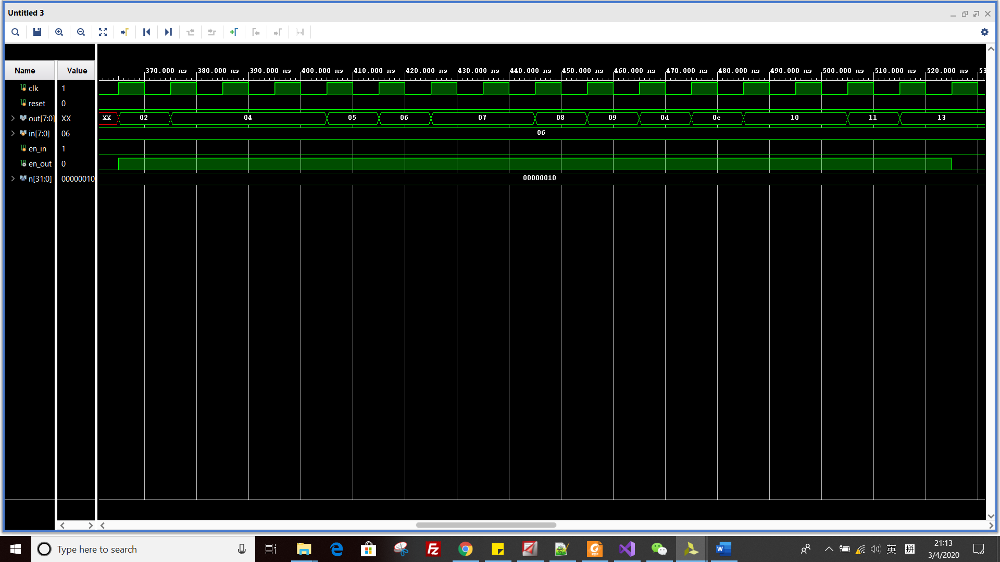 Untitled 3
Name Value
370.000 ns 380.000 ns 390.000 ns 400.000 ns 410.000 ns 420.000 ns 430.000 ns 440.000 ns 450.000 ns 460.000 ns 470.000 ns 480.000 ns 490.000 ns 500.000 ns 510.000 ns 520.000 ns 53
clk 1
reset 0
out[7:0] XX XX 02 04 05 06 07 08 09 0d 0e 10 11 13
in[7:0] 06 06
en_in 1
en_out 0
n[31:0] 00000010 00000010
Type here to search
英
拼
21:13
3/4/2020